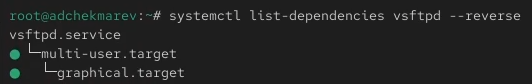 root@adchekmarev:~# systemctl list-dependencies vsftpd --reverse
vsftpd.service
● └─multi-user.target
●   └─graphical.target